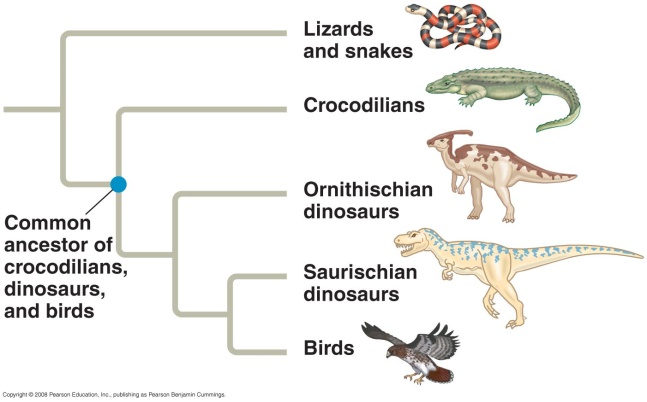 Lizards
and snakes
Crocodilians
Ornithischian
dinosaurs
Common
ancestor of
crocodilians,
dinosaurs,
and birds
Saurischian
dinosaurs
Birds
Copyright © 2008 Pearson Education, Inc., publishing as Pearson Benjamin Cummings.